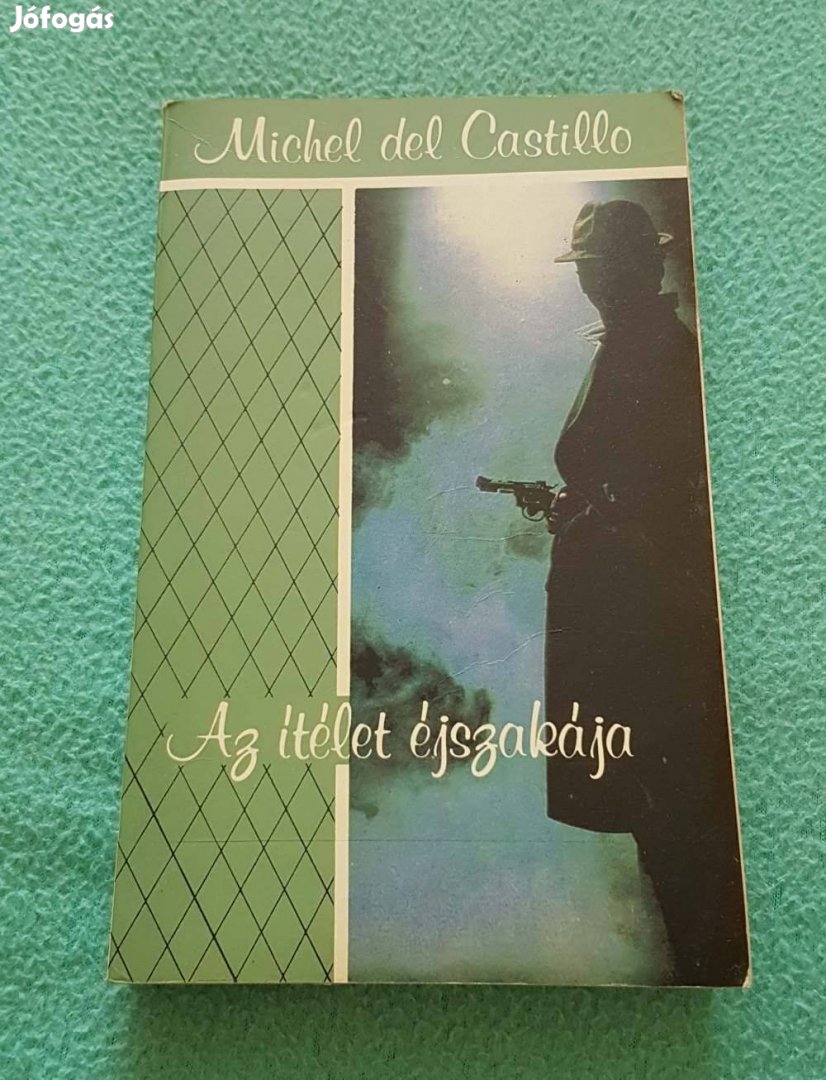 Jófogás
Michel del Castillo
Az ítélet éjszakája